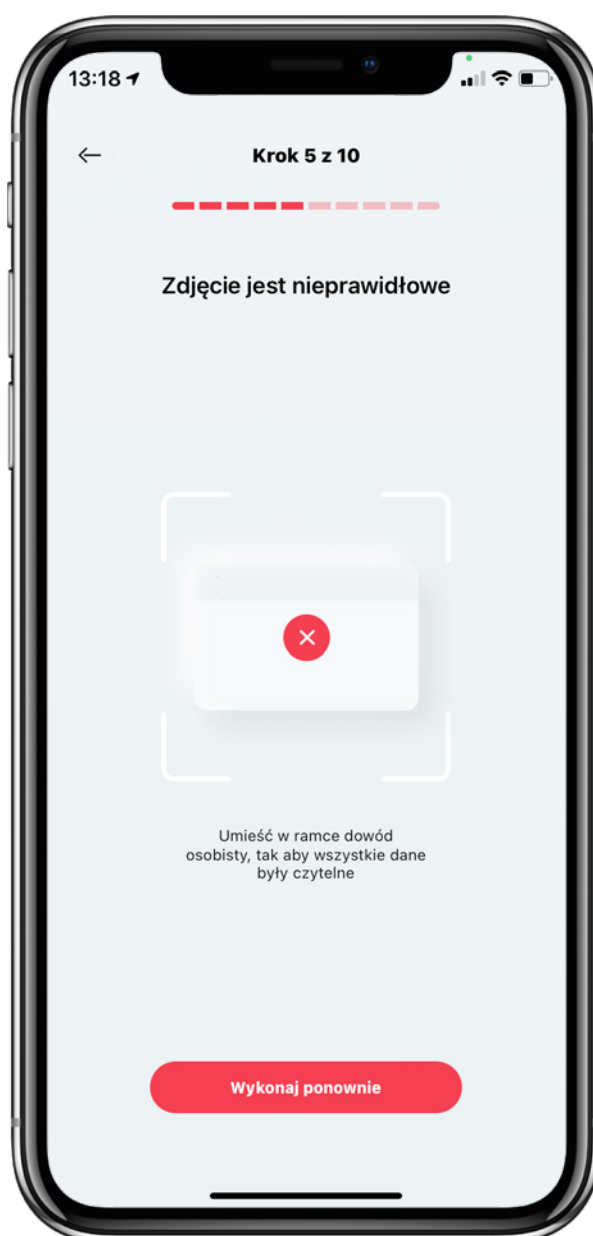 13:18
Krok 5 z 10
Zdjęcie jest nieprawidłowe
Umieść w ramce dowód
osobisty, tak aby wszystkie dane
były czytelne
Wykonaj ponownie